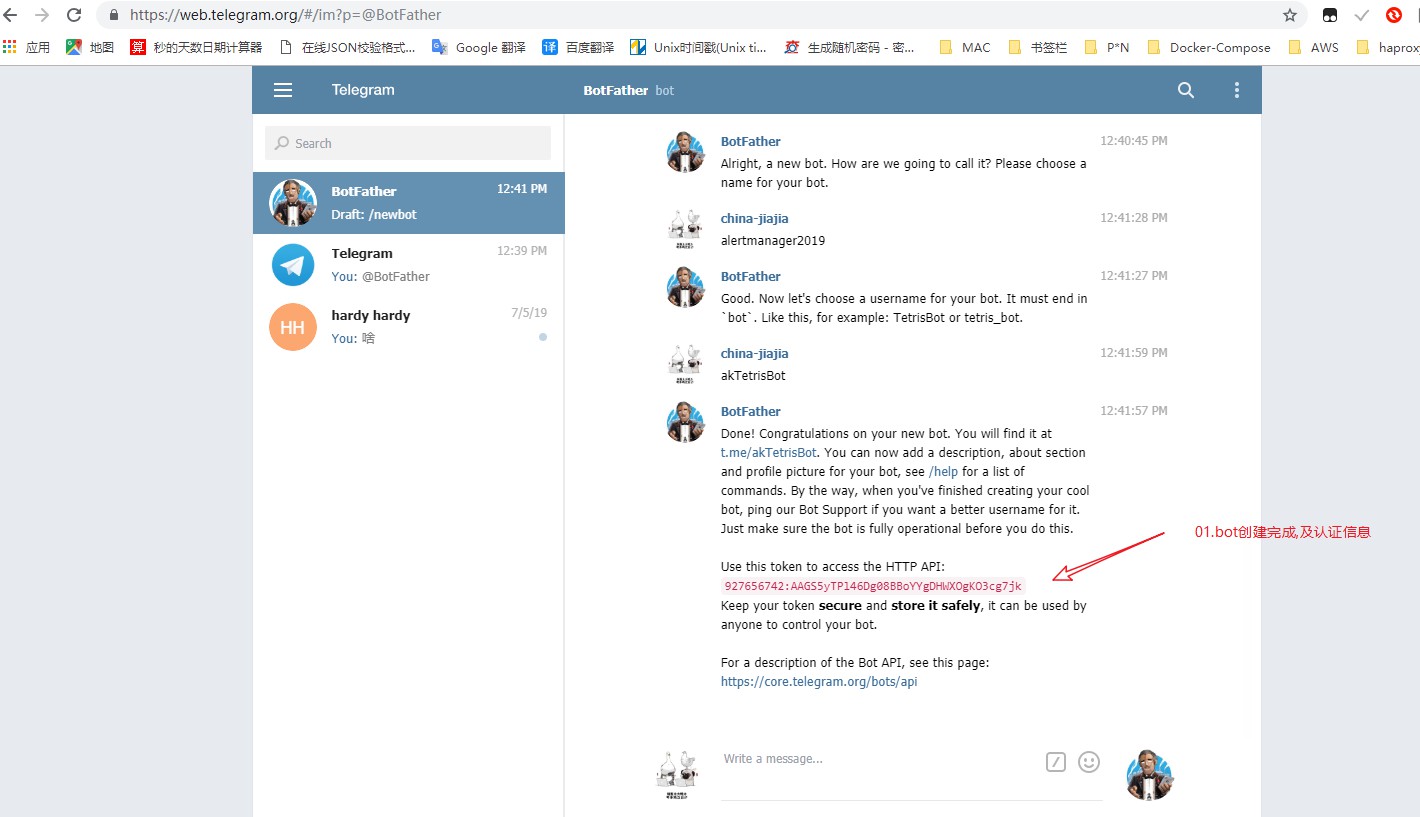 https://web.telegram.org/#/im?p=@BotFather
应用 地图 算 秒的天数日期计算器 在线JSON校验格式... Google 翻译 译 百度翻译 Unix时间戳(Unix ti... 生成随机密码 - 密... MAC 书签栏 P*N Docker-Compose AWS haproxy
Telegram
BotFather bot
Search
BotFather 12:41 PM
Draft: /newbot
Telegram 12:39 PM
You: @BotFather
HH
hardy hardy 7/5/19
You: 啥
BotFather 12:40:45 PM
Alright, a new bot. How are we going to call it? Please choose a
name for your bot.
china-jiajia 12:41:28 PM
alertmanager2019
BotFather 12:41:27 PM
Good. Now let's choose a username for your bot. It must end in
`bot`. Like this, for example: TetrisBot or tetris_bot.
china-jiajia 12:41:59 PM
akTetrisBot
BotFather 12:41:57 PM
Done! Congratulations on your new bot. You will find it at
t.me/akTetrisBot. You can now add a description, about section
and profile picture for your bot, see /help for a list of
commands. By the way, when you've finished creating your cool
bot, ping our Bot Support if you want a better username for it.
Just make sure the bot is fully operational before you do this.
01.bot创建完成,及认证信息
Use this token to access the HTTP API:
927656742:AAGS5yTPl46Dg08BBoYYgDHWXOgKO3cg7jk
Keep your token secure and store it safely, it can be used by
anyone to control your bot.
For a description of the Bot API, see this page:
https://core.telegram.org/bots/api
Write a message...